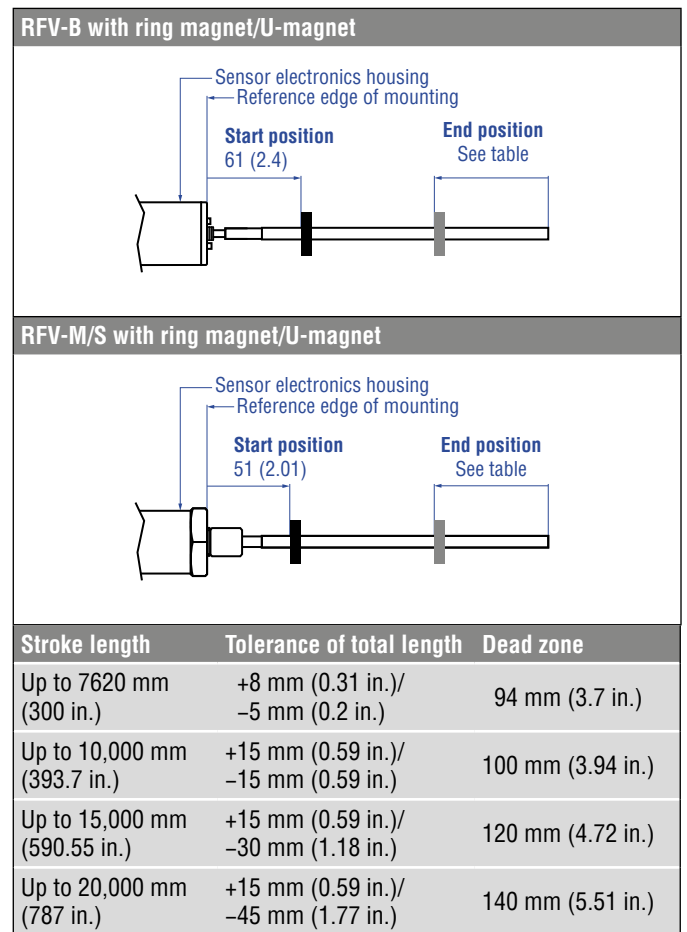 RFV-B with ring magnet/U-magnet
Sensor electronics housing
Reference edge of mounting
Start position
61 (2.4)
End position
See table
RFV-M/S with ring magnet/U-magnet
Sensor electronics housing
Reference edge of mounting
Start position
51 (2.01)
End position
See table
Stroke length Tolerance of total length Dead zone
Up to 7620 mm
(300 in.)
+8 mm (0.31 in.)/
−5 mm (0.2 in.)
94 mm (3.7 in.)
Up to 10,000 mm
(393.7 in.)
+15 mm (0.59 in.)/
−15 mm (0.59 in.)
100 mm (3.94 in.)
Up to 15,000 mm
(590.55 in.)
+15 mm (0.59 in.)/
−30 mm (1.18 in.)
120 mm (4.72 in.)
Up to 20,000 mm
(787 in.)
+15 mm (0.59 in.)/
−45 mm (1.77 in.)
140 mm (5.51 in.)